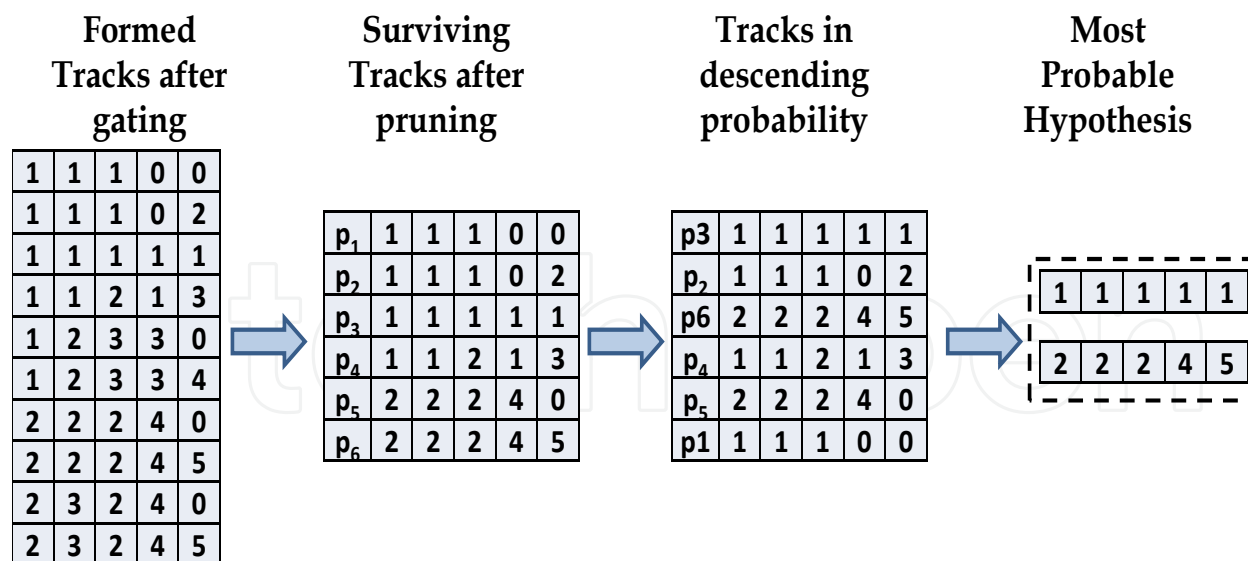 Formed
Tracks after
gating
Surviving
Tracks after
pruning
Tracks in
descending
probability
Most
Probable
Hypothesis
1 1 1 0 0
1 1 1 0 2
1 1 1 1 1
1 1 2 1 3
1 2 3 3 0
1 2 3 3 4
2 2 2 4 0
2 2 2 4 5
2 3 2 4 0
2 3 2 4 5
p₁ 1 1 1 0 0
p₂ 1 1 1 0 2
p₃ 1 1 1 1 1
p₄ 1 1 2 1 3
p₅ 2 2 2 4 0
p₆ 2 2 2 4 5
p3 1 1 1 1 1
p₂ 1 1 1 0 2
p6 2 2 2 4 5
p₄ 1 1 2 1 3
p₅ 2 2 2 4 0
p1 1 1 1 0 0
1 1 1 1 1
2 2 2 4 5